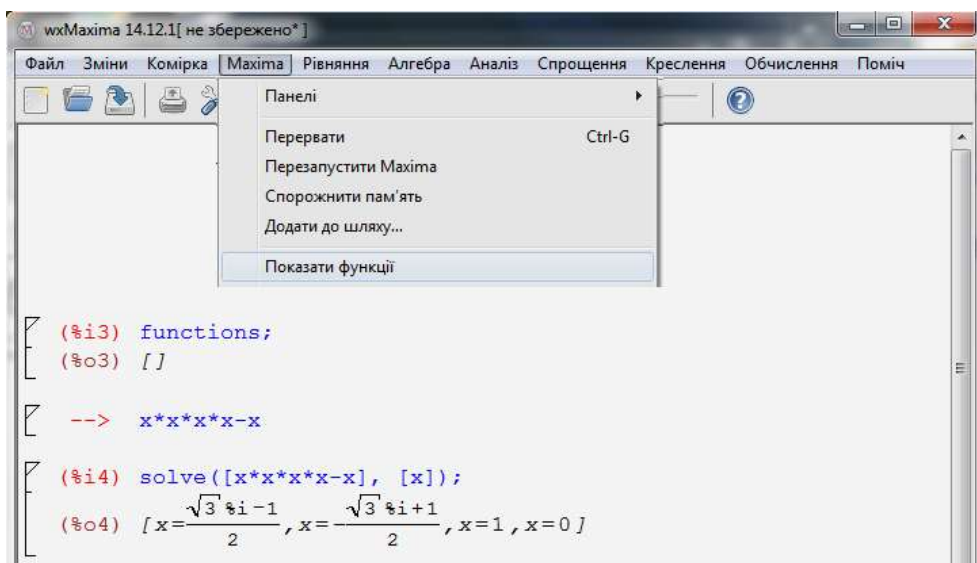 wxMaxima 14.12.1[ не збережено* ]
Файл Зміни Комірка Maxima Рівняння Алгебра Аналіз Спрощення Креслення Обчислення Поміч
Панелі
Перервати Ctrl-G
Перезапустити Maxima
Спорожнити пам'ять
Додати до шляху...
Показати функції
(%i3) functions;
(%o3) []
--> x*x*x*x-x
(%i4) solve([x*x*x*x-x], [x]);
(%o4) [x=(√3 %i-1)/2, x=-(√3 %i+1)/2, x=1, x=0]